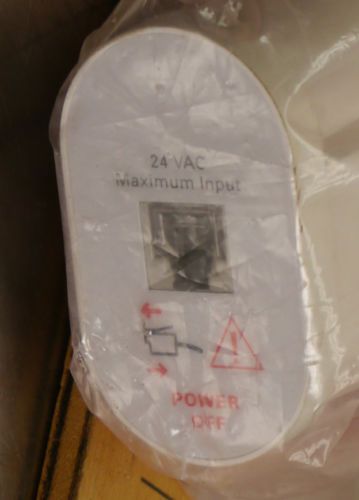 24 VAC
Maximum Input
POWER
OFF